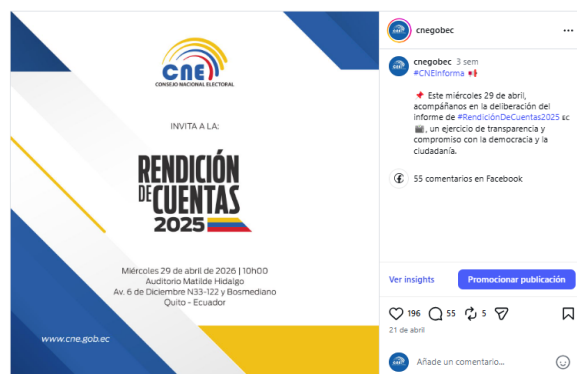 CNE
CONSEJO NACIONAL ELECTORAL
INVITA A LA:
RENDICIÓN
DE CUENTAS
2025
Miércoles 29 de abril de 2026 | 10h00
Auditorio Matilde Hidalgo
Av. 6 de Diciembre N33-122 y Bosmediano
Quito - Ecuador
www.cne.gob.ec
cnegobec
cnegobec 3 sem
#CNEInforma
Este miércoles 29 de abril,
acompáñanos en la deliberación del
informe de #RendiciónDeCuentas2025 EC
, un ejercicio de transparencia y
compromiso con la democracia y la
ciudadanía.
55 comentarios en Facebook
Ver insights
Promocionar publicación
196 55 5
21 de abril
Añade un comentario...